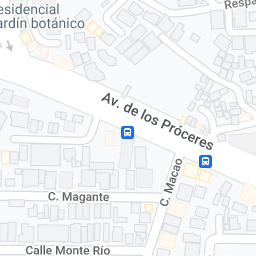 esidencial
ardín botánico
Respa
Av. de los Próceres
C. Macao
C. Magante
Calle Monte Río